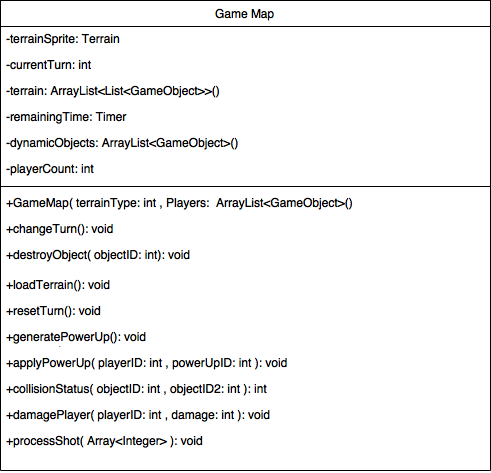 Game Map
-terrainSprite: Terrain
-currentTurn: int
-terrain: ArrayList<List<GameObject>>()
-remainingTime: Timer
-dynamicObjects: ArrayList<GameObject>()
-playerCount: int
+GameMap( terrainType: int , Players: ArrayList<GameObject>()
+changeTurn(): void
+destroyObject( objectID: int): void
+loadTerrain(): void
+resetTurn(): void
+generatePowerUp(): void
+applyPowerUp( playerID: int , powerUpID: int ): void
+collisionStatus( objectID: int , objectID2: int ): int
+damagePlayer( playerID: int , damage: int ): void
+processShot( Array<Integer> ): void